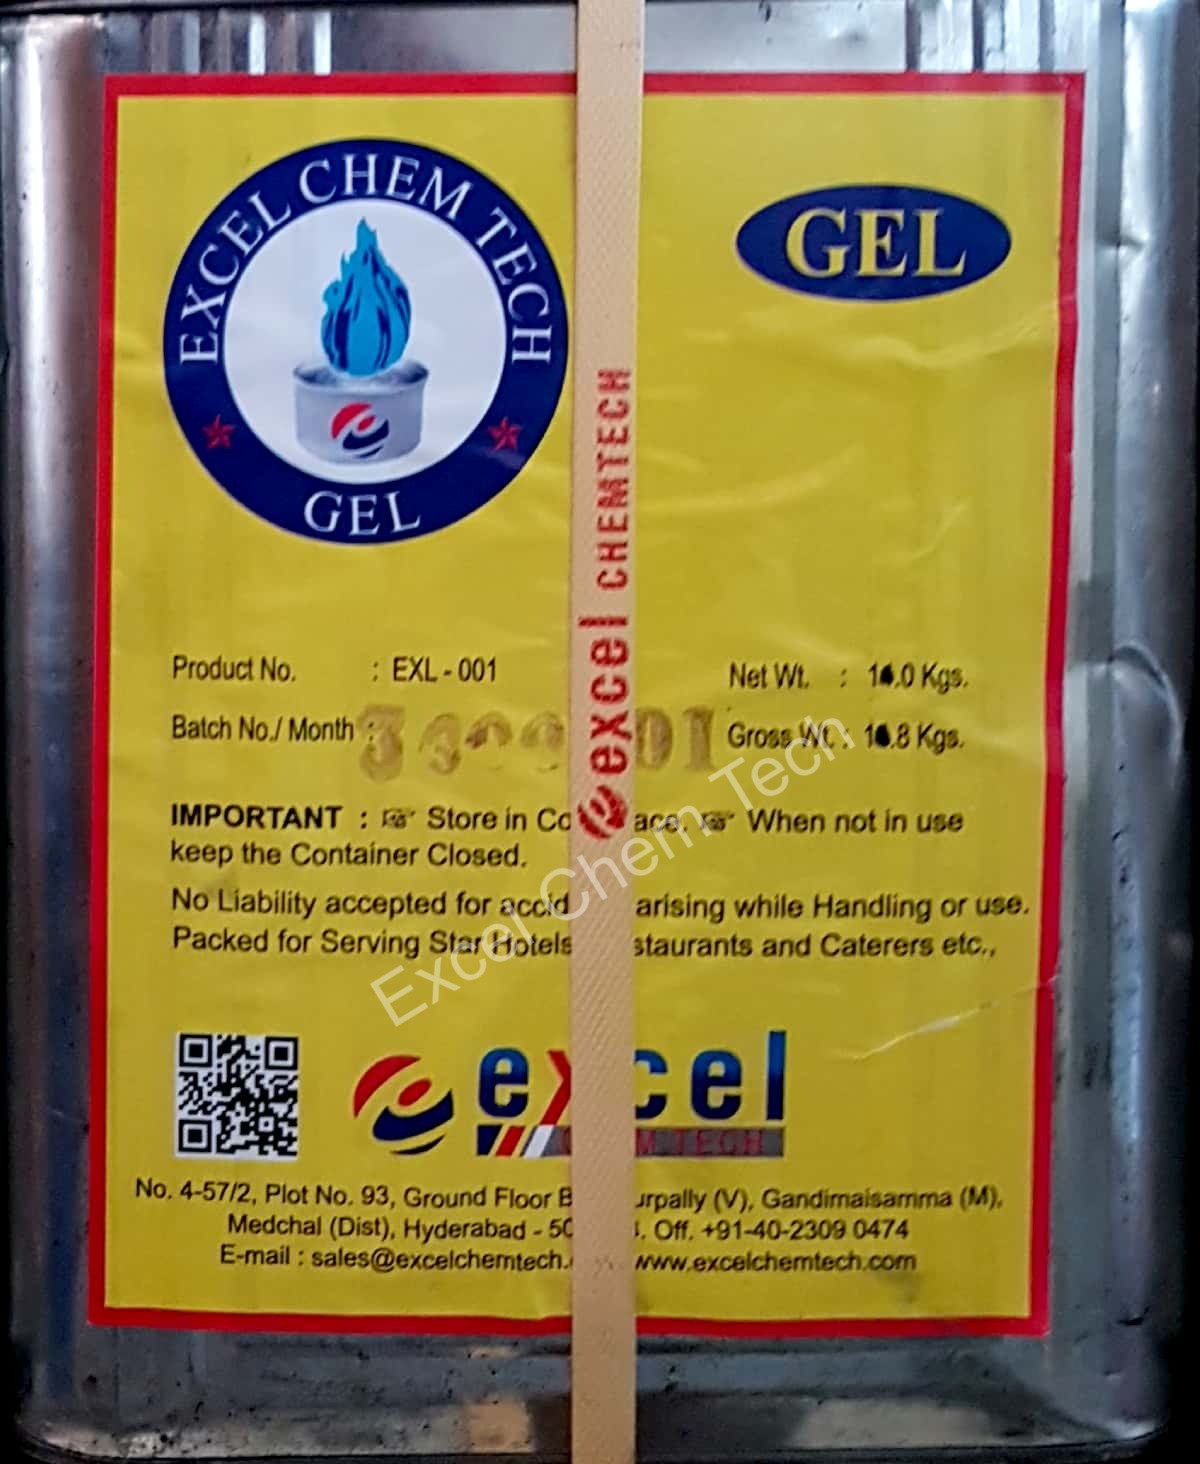 EXCEL CHEM TECH
GEL
GEL
excel CHEMTECH
Product No. : EXL - 001
Net Wt. :
Kgs.
Batch No./ Month :
Gross Wt. :
Kgs.
IMPORTANT : Store in When not in use
keep the Container Closed.
No Liability accepted for arising while Handling or use.
Packed for Serving Star Hotels and Caterers etc.,
Excel Chem Tech
excel
CHEM TECH
No. 4-57/2, Plot No. 93, Ground Floor (V), Gandimaisamma (M),
Medchal (Dist), Hyderabad - Off. +91-40-2309 0474
E-mail : www.excelchemtech.com